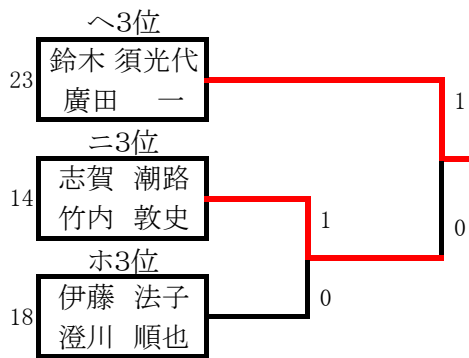 ヘ3位
23
鈴木 須光代
廣田 一
1
ニ3位
14
志賀 潮路
竹内 敦史
1
0
ホ3位
18
伊藤 法子
澄川 順也
0